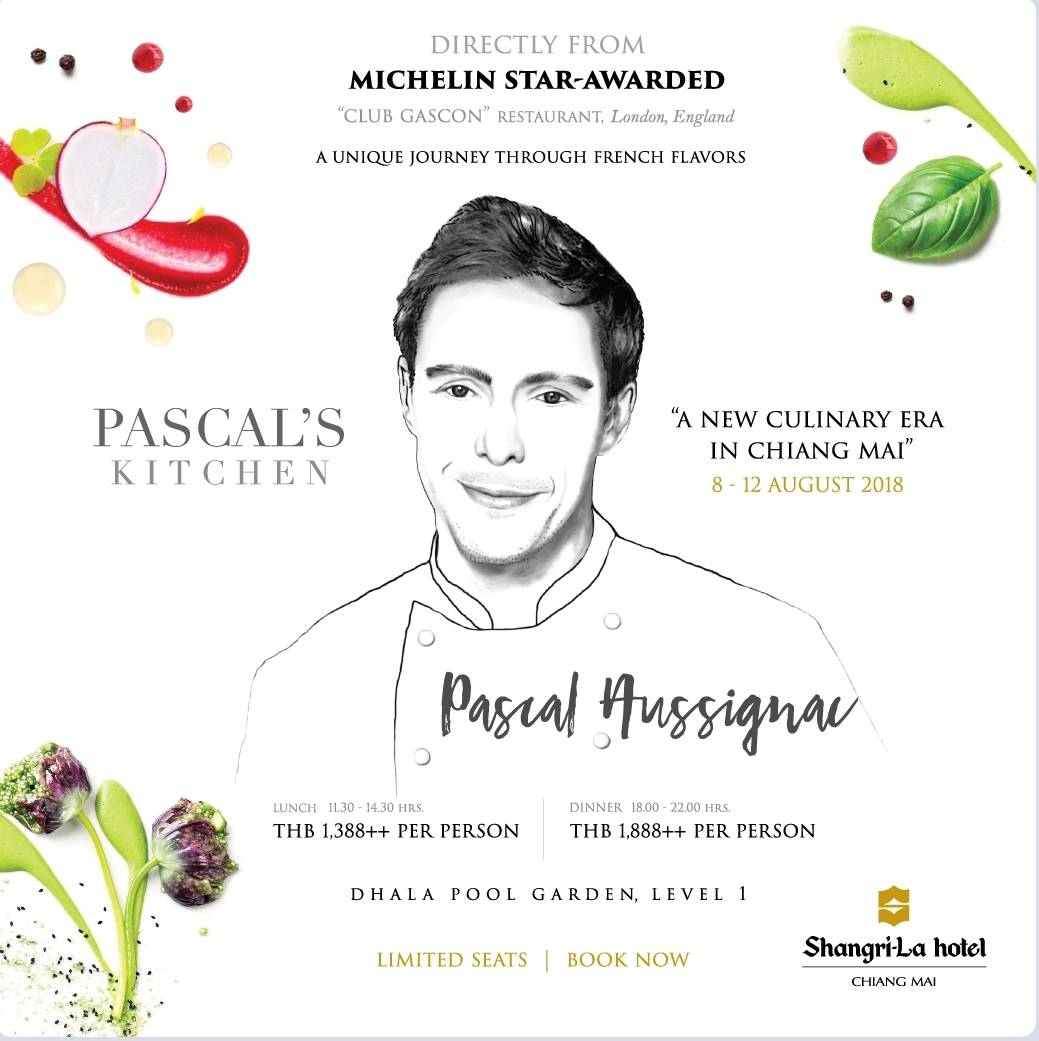 DIRECTLY FROM
MICHELIN STAR-AWARDED
“CLUB GASCON” RESTAURANT, London, England
A UNIQUE JOURNEY THROUGH FRENCH FLAVORS
PASCAL’S
KITCHEN
“A NEW CULINARY ERA
IN CHIANG MAI”
8 - 12 AUGUST 2018
Pascal Aussignac
LUNCH 11.30 - 14.30 HRS.
THB 1,388++ PER PERSON
DINNER 18.00 - 22.00 HRS.
THB 1,888++ PER PERSON
DHALA POOL GARDEN, LEVEL 1
LIMITED SEATS | BOOK NOW
Shangri-La hotel
CHIANG MAI